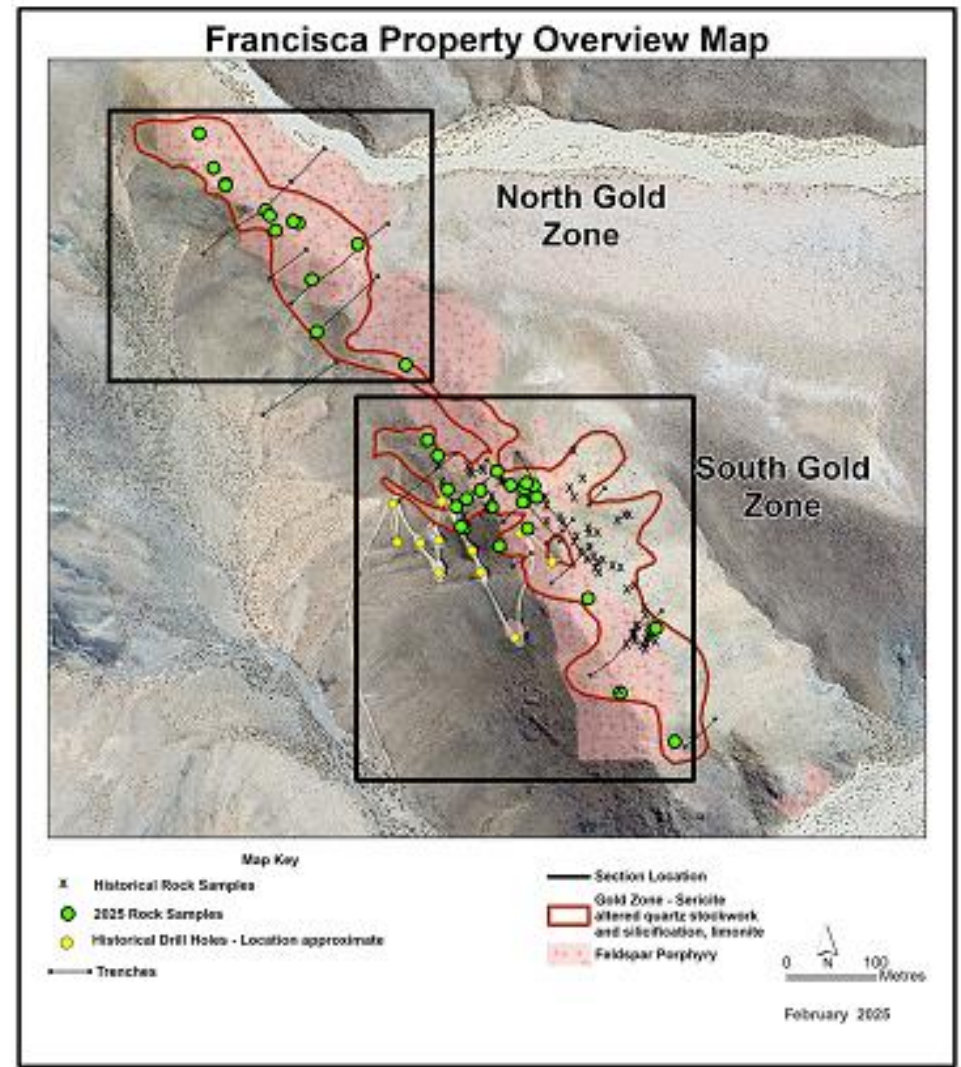 Francisca Property Overview Map
North Gold
Zone
South Gold
Zone
Map Key
Historical Rock Samples
2025 Rock Samples
Historical Drill Holes - Location approximate
Trenches
Section Location
Gold Zone - Sericite
altered quartz stockwork
and silicification, limonite
Feldspar Porphyry
0 N 100
Metres
February 2025